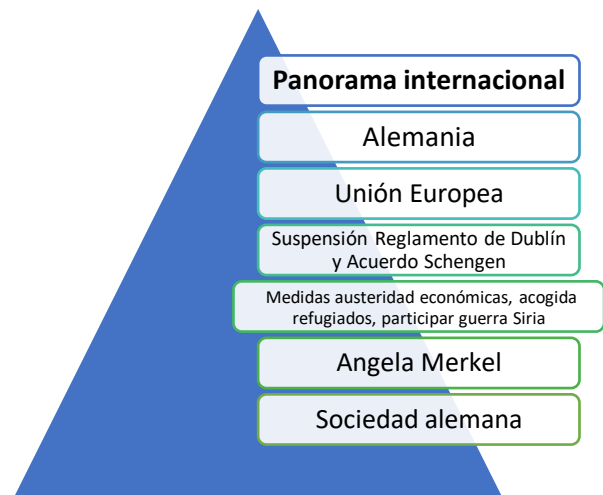 Panorama internacional
Alemania
Unión Europea
Suspensión Reglamento de Dublín
y Acuerdo Schengen
Medidas austeridad económicas, acogida
refugiados, participar guerra Siria
Angela Merkel
Sociedad alemana